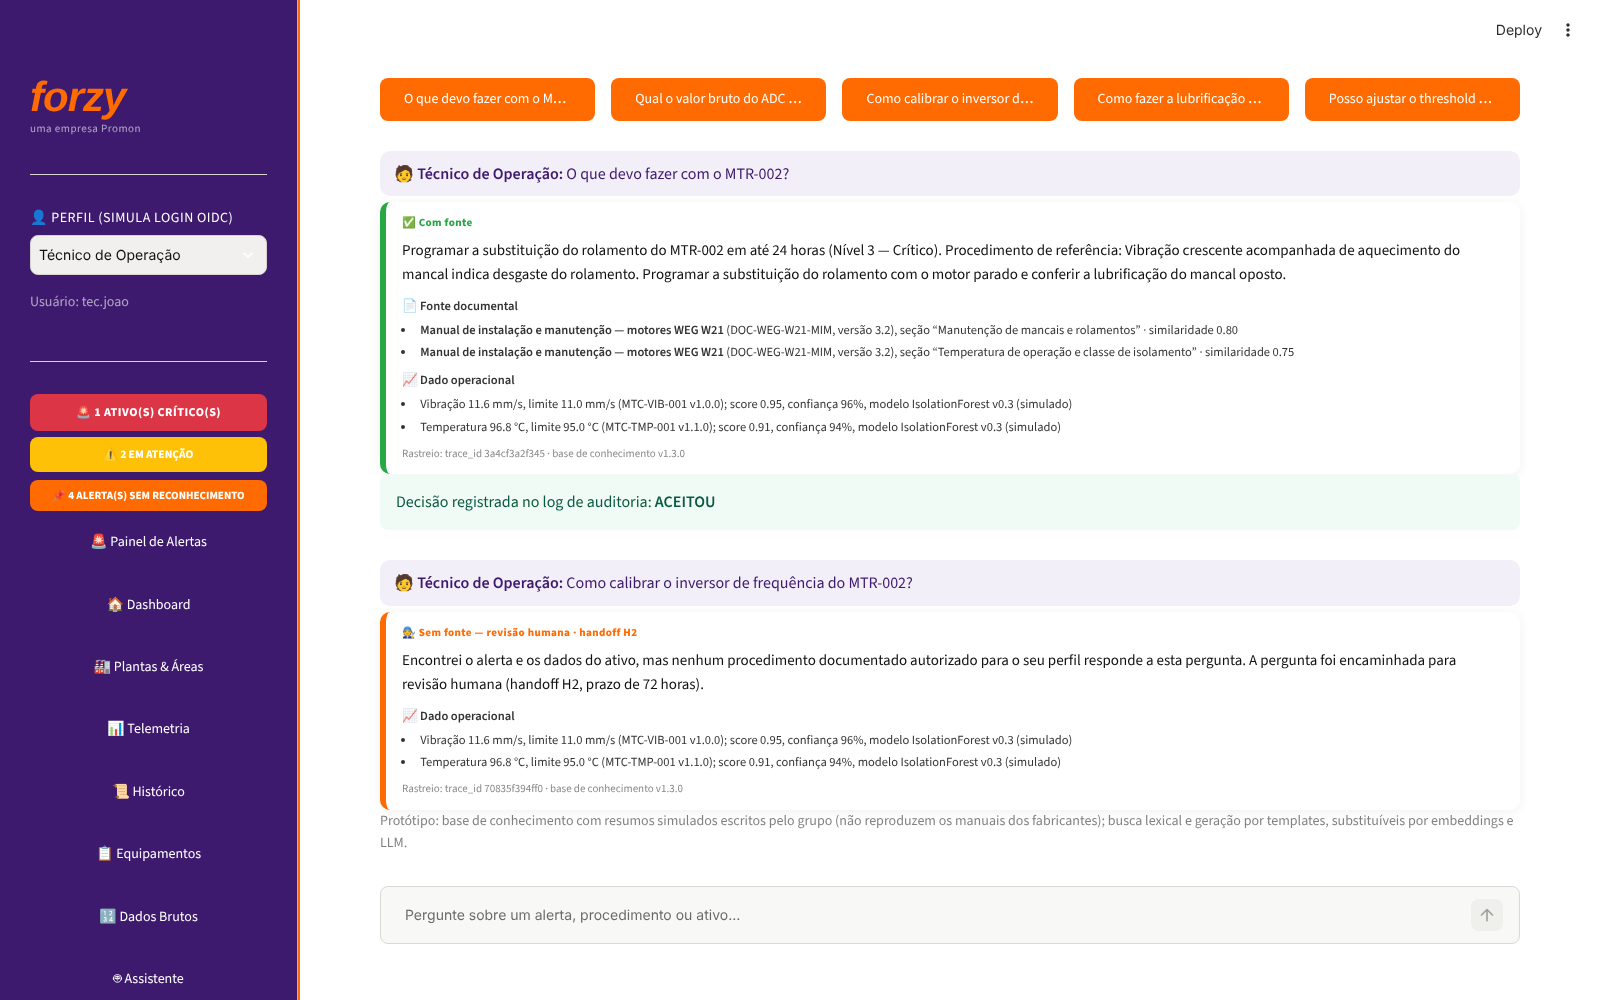 Deploy
forzy
uma empresa Promon
PERFIL (SIMULA LOGIN OIDC)
Técnico de Operação
Usuário: tec.joao
1 ATIVO(S) CRÍTICO(S)
2 EM ATENÇÃO
4 ALERTA(S) SEM RECONHECIMENTO
Painel de Alertas
Dashboard
Plantas & Áreas
Telemetria
Histórico
Equipamentos
Dados Brutos
Assistente
O que devo fazer com o M...
Qual o valor bruto do ADC ...
Como calibrar o inversor d...
Como fazer a lubrificação ...
Posso ajustar o threshold ...
Técnico de Operação: O que devo fazer com o MTR-002?
Com fonte
Programar a substituição do rolamento do MTR-002 em até 24 horas (Nível 3 — Crítico). Procedimento de referência: Vibração crescente acompanhada de aquecimento do
mancal indica desgaste do rolamento. Programar a substituição do rolamento com o motor parado e conferir a lubrificação do mancal oposto.
Fonte documental
• Manual de instalação e manutenção — motores WEG W21 (DOC-WEG-W21-MIM, versão 3.2), seção “Manutenção de mancais e rolamentos” · similaridade 0.80
• Manual de instalação e manutenção — motores WEG W21 (DOC-WEG-W21-MIM, versão 3.2), seção “Temperatura de operação e classe de isolamento” · similaridade 0.75
Dado operacional
• Vibração 11.6 mm/s, limite 11.0 mm/s (MTC-VIB-001 v1.0.0); score 0.95, confiança 96%, modelo IsolationForest v0.3 (simulado)
• Temperatura 96.8 °C, limite 95.0 °C (MTC-TMP-001 v1.1.0); score 0.91, confiança 94%, modelo IsolationForest v0.3 (simulado)
Rastreio: trace_id 3a4cf3a2f345 · base de conhecimento v1.3.0
Decisão registrada no log de auditoria: ACEITOU
Técnico de Operação: Como calibrar o inversor de frequência do MTR-002?
Sem fonte — revisão humana · handoff H2
Encontrei o alerta e os dados do ativo, mas nenhum procedimento documentado autorizado para o seu perfil responde a esta pergunta. A pergunta foi encaminhada para
revisão humana (handoff H2, prazo de 72 horas).
Dado operacional
• Vibração 11.6 mm/s, limite 11.0 mm/s (MTC-VIB-001 v1.0.0); score 0.95, confiança 96%, modelo IsolationForest v0.3 (simulado)
• Temperatura 96.8 °C, limite 95.0 °C (MTC-TMP-001 v1.1.0); score 0.91, confiança 94%, modelo IsolationForest v0.3 (simulado)
Rastreio: trace_id 70835f394ff0 · base de conhecimento v1.3.0
Protótipo: base de conhecimento com resumos simulados escritos pelo grupo (não reproduzem os manuais dos fabricantes); busca lexical e geração por templates, substituíveis por embeddings e
LLM.
Pergunte sobre um alerta, procedimento ou ativo...